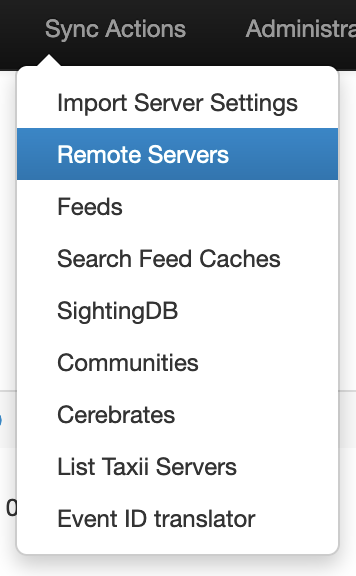 Sync Actions Administra
Import Server Settings
Remote Servers
Feeds
Search Feed Caches
SightingDB
Communities
Cerebrates
List Taxii Servers
0
Event ID translator